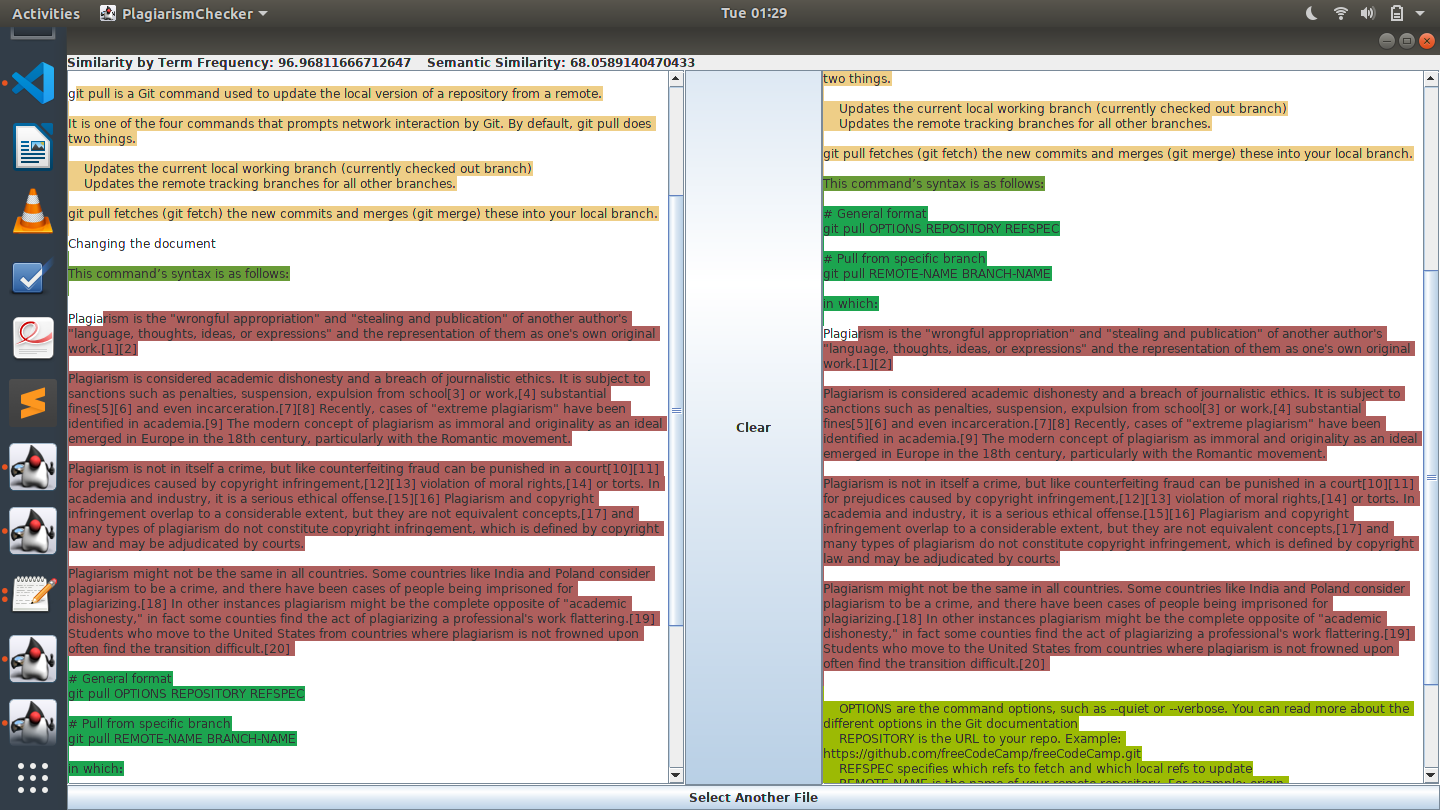 Activities
PlagiarismChecker
Tue 01:29
Similarity by Term Frequency: 96.96811666712647 Semantic Similarity: 68.0589140470433
git pull is a Git command used to update the local version of a repository from a remote.
It is one of the four commands that prompts network interaction by Git. By default, git pull does
two things.
Updates the current local working branch (currently checked out branch)
Updates the remote tracking branches for all other branches.
git pull fetches (git fetch) the new commits and merges (git merge) these into your local branch.
Changing the document
This command’s syntax is as follows:
Plagiarism is the "wrongful appropriation" and "stealing and publication" of another author's
"language, thoughts, ideas, or expressions" and the representation of them as one's own original
work.[1][2]
Plagiarism is considered academic dishonesty and a breach of journalistic ethics. It is subject to
sanctions such as penalties, suspension, expulsion from school[3] or work,[4] substantial
fines[5][6] and even incarceration.[7][8] Recently, cases of "extreme plagiarism" have been
identified in academia.[9] The modern concept of plagiarism as immoral and originality as an ideal
emerged in Europe in the 18th century, particularly with the Romantic movement.
Plagiarism is not in itself a crime, but like counterfeiting fraud can be punished in a court[10][11]
for prejudices caused by copyright infringement,[12][13] violation of moral rights,[14] or torts. In
academia and industry, it is a serious ethical offense.[15][16] Plagiarism and copyright
infringement overlap to a considerable extent, but they are not equivalent concepts,[17] and
many types of plagiarism do not constitute copyright infringement, which is defined by copyright
law and may be adjudicated by courts.
Plagiarism might not be the same in all countries. Some countries like India and Poland consider
plagiarism to be a crime, and there have been cases of people being imprisoned for
plagiarizing.[18] In other instances plagiarism might be the complete opposite of "academic
dishonesty," in fact some counties find the act of plagiarizing a professional's work flattering.[19]
Students who move to the United States from countries where plagiarism is not frowned upon
often find the transition difficult.[20]
# General format
git pull OPTIONS REPOSITORY REFSPEC
# Pull from specific branch
git pull REMOTE-NAME BRANCH-NAME
in which:
Clear
two things.
Updates the current local working branch (currently checked out branch)
Updates the remote tracking branches for all other branches.
git pull fetches (git fetch) the new commits and merges (git merge) these into your local branch.
This command’s syntax is as follows:
# General format
git pull OPTIONS REPOSITORY REFSPEC
# Pull from specific branch
git pull REMOTE-NAME BRANCH-NAME
in which:
Plagiarism is the "wrongful appropriation" and "stealing and publication" of another author's
"language, thoughts, ideas, or expressions" and the representation of them as one's own original
work.[1][2]
Plagiarism is considered academic dishonesty and a breach of journalistic ethics. It is subject to
sanctions such as penalties, suspension, expulsion from school[3] or work,[4] substantial
fines[5][6] and even incarceration.[7][8] Recently, cases of "extreme plagiarism" have been
identified in academia.[9] The modern concept of plagiarism as immoral and originality as an ideal
emerged in Europe in the 18th century, particularly with the Romantic movement.
Plagiarism is not in itself a crime, but like counterfeiting fraud can be punished in a court[10][11]
for prejudices caused by copyright infringement,[12][13] violation of moral rights,[14] or torts. In
academia and industry, it is a serious ethical offense.[15][16] Plagiarism and copyright
infringement overlap to a considerable extent, but they are not equivalent concepts,[17] and
many types of plagiarism do not constitute copyright infringement, which is defined by copyright
law and may be adjudicated by courts.
Plagiarism might not be the same in all countries. Some countries like India and Poland consider
plagiarism to be a crime, and there have been cases of people being imprisoned for
plagiarizing.[18] In other instances plagiarism might be the complete opposite of "academic
dishonesty," in fact some counties find the act of plagiarizing a professional's work flattering.[19]
Students who move to the United States from countries where plagiarism is not frowned upon
often find the transition difficult.[20]
OPTIONS are the command options, such as --quiet or --verbose. You can read more about the
different options in the Git documentation
REPOSITORY is the URL to your repo. Example:
https://github.com/freeCodeCamp/freeCodeCamp.git
REFSPEC specifies which refs to fetch and which local refs to update
REMOTE-NAME is the name of your remote repository. For example: origin
Select Another File